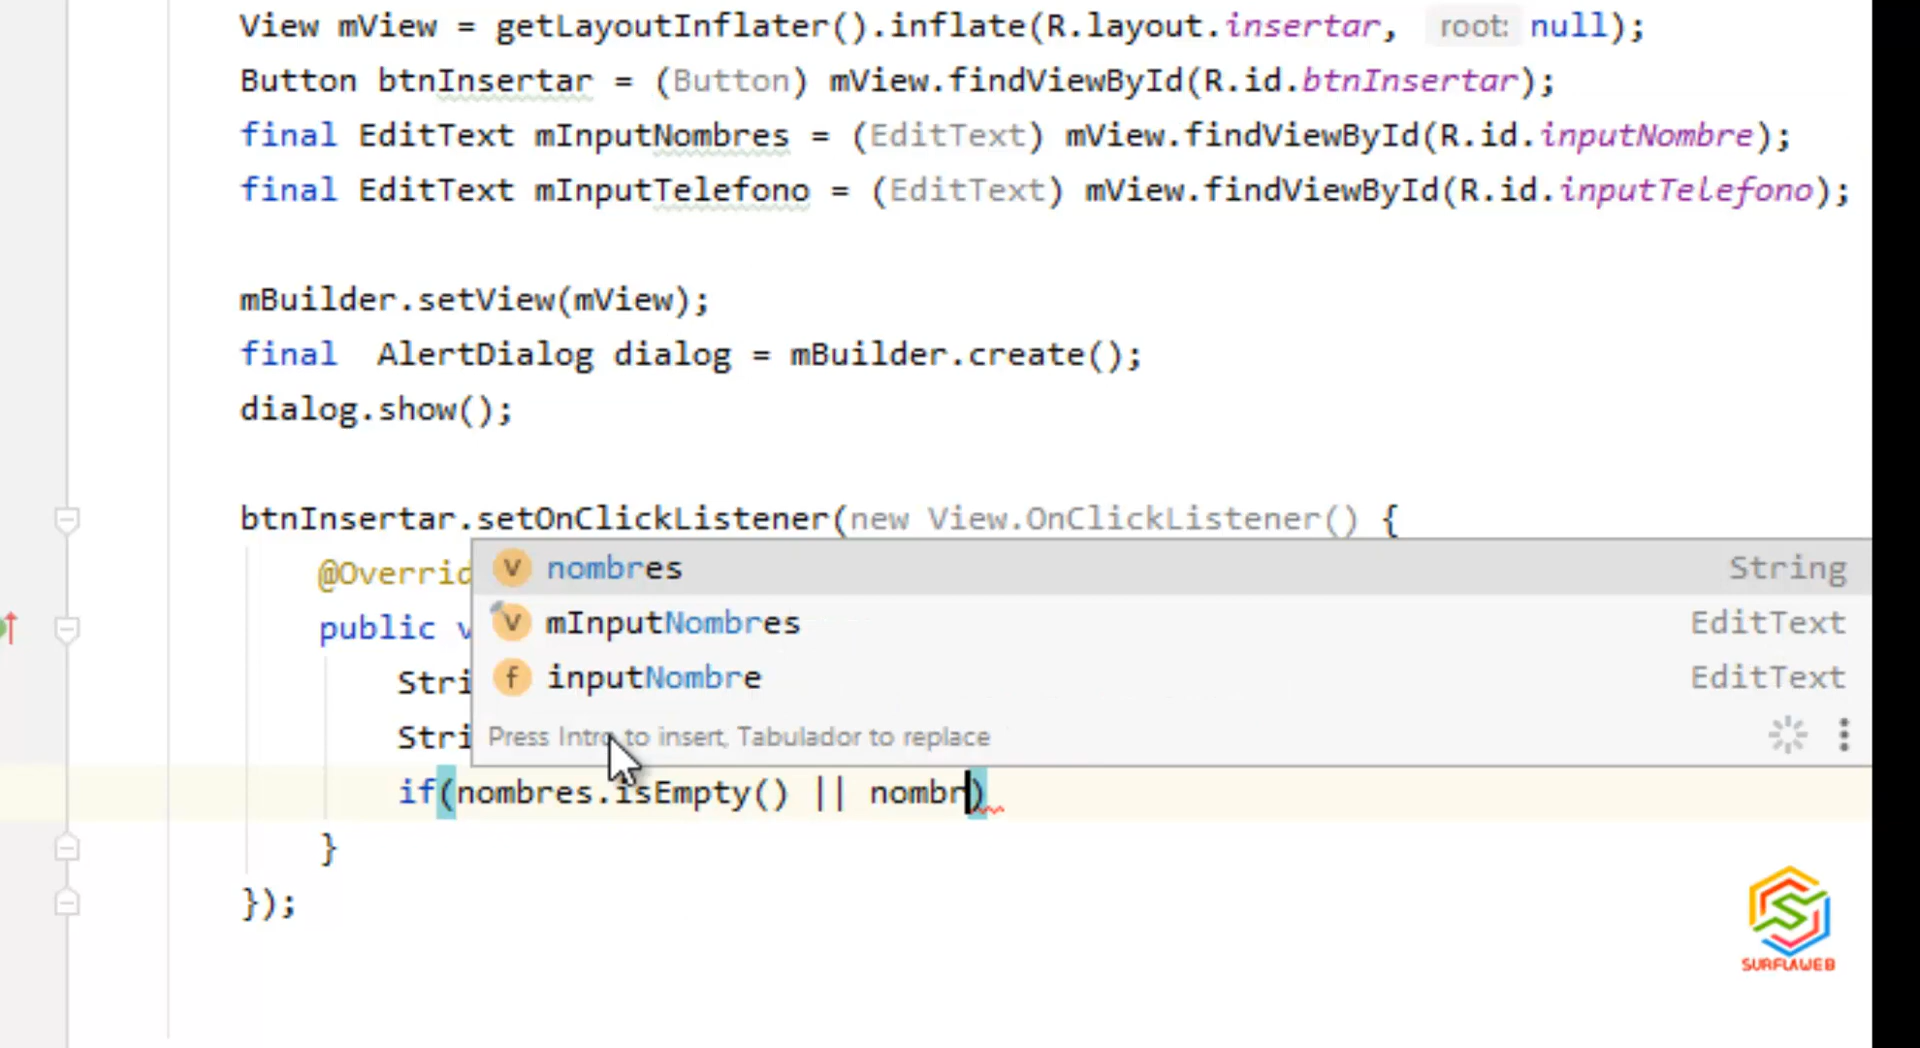 View mView = getLayoutInflater().inflate(R.layout.insertar, root: null);
Button btnInsertar = (Button) mView.findViewById(R.id.btnInsertar);
final EditText mInputNombres = (EditText) mView.findViewById(R.id.inputNombre);
final EditText mInputTelefono = (EditText) mView.findViewById(R.id.inputTelefono);
mBuilder.setView(mView);
final  AlertDialog dialog = mBuilder.create();
dialog.show();
btnInsertar.setOnClickListener(new View.OnClickListener() {
@Overrid
nombres String
public v
mInputNombres EditText
Stri
inputNombre EditText
Stri
Press Intro to insert, Tabulador to replace
if(nombres.isEmpty() || nombr)
}
});
SURFLAWEB